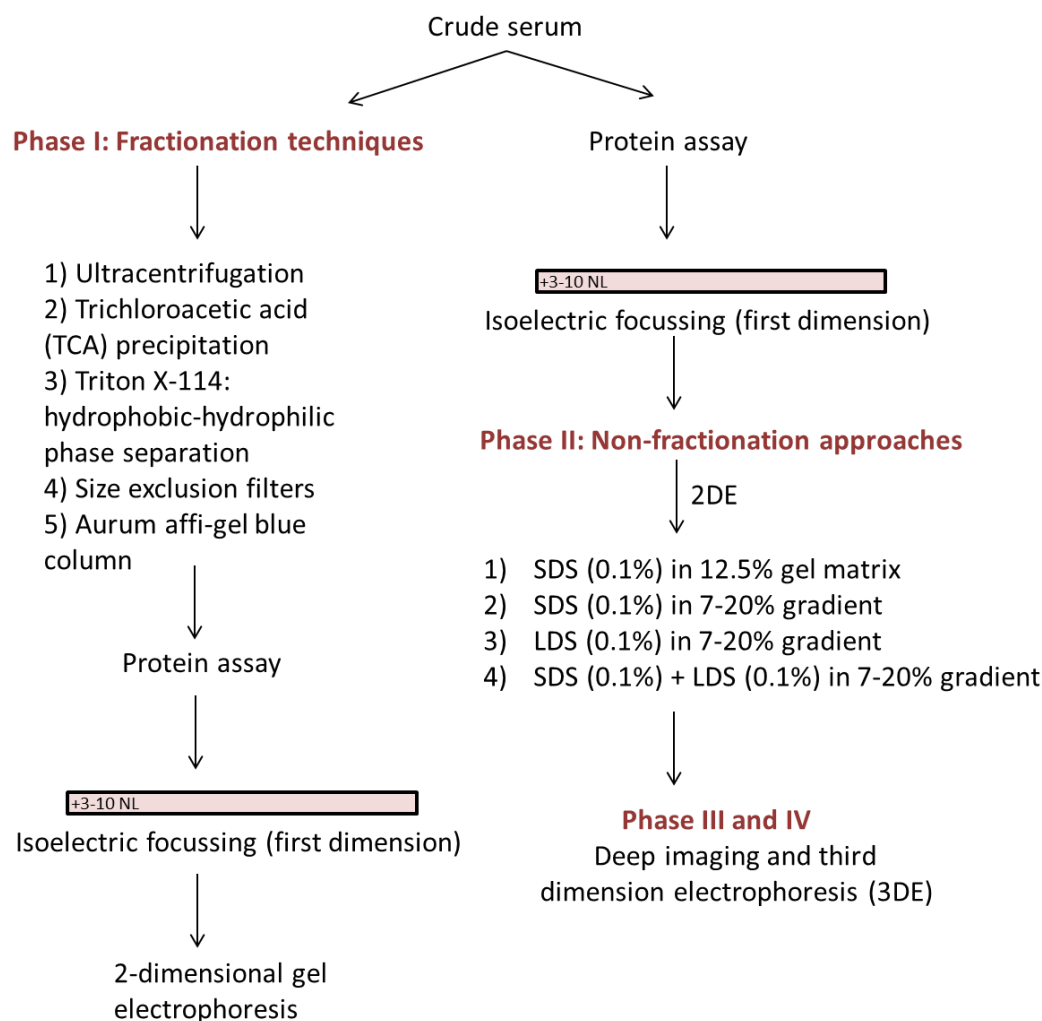 Crude serum
Phase I: Fractionation techniques
1) Ultracentrifugation
2) Trichloroacetic acid
(TCA) precipitation
3) Triton X-114:
hydrophobic-hydrophilic
phase separation
4) Size exclusion filters
5) Aurum affi-gel blue
column
Protein assay
+3-10 NL
Isoelectric focussing (first dimension)
2-dimensional gel
electrophoresis
Protein assay
+3-10 NL
Isoelectric focussing (first dimension)
Phase II: Non-fractionation approaches
2DE
1) SDS (0.1%) in 12.5% gel matrix
2) SDS (0.1%) in 7-20% gradient
3) LDS (0.1%) in 7-20% gradient
4) SDS (0.1%) + LDS (0.1%) in 7-20% gradient
Phase III and IV
Deep imaging and third
dimension electrophoresis (3DE)